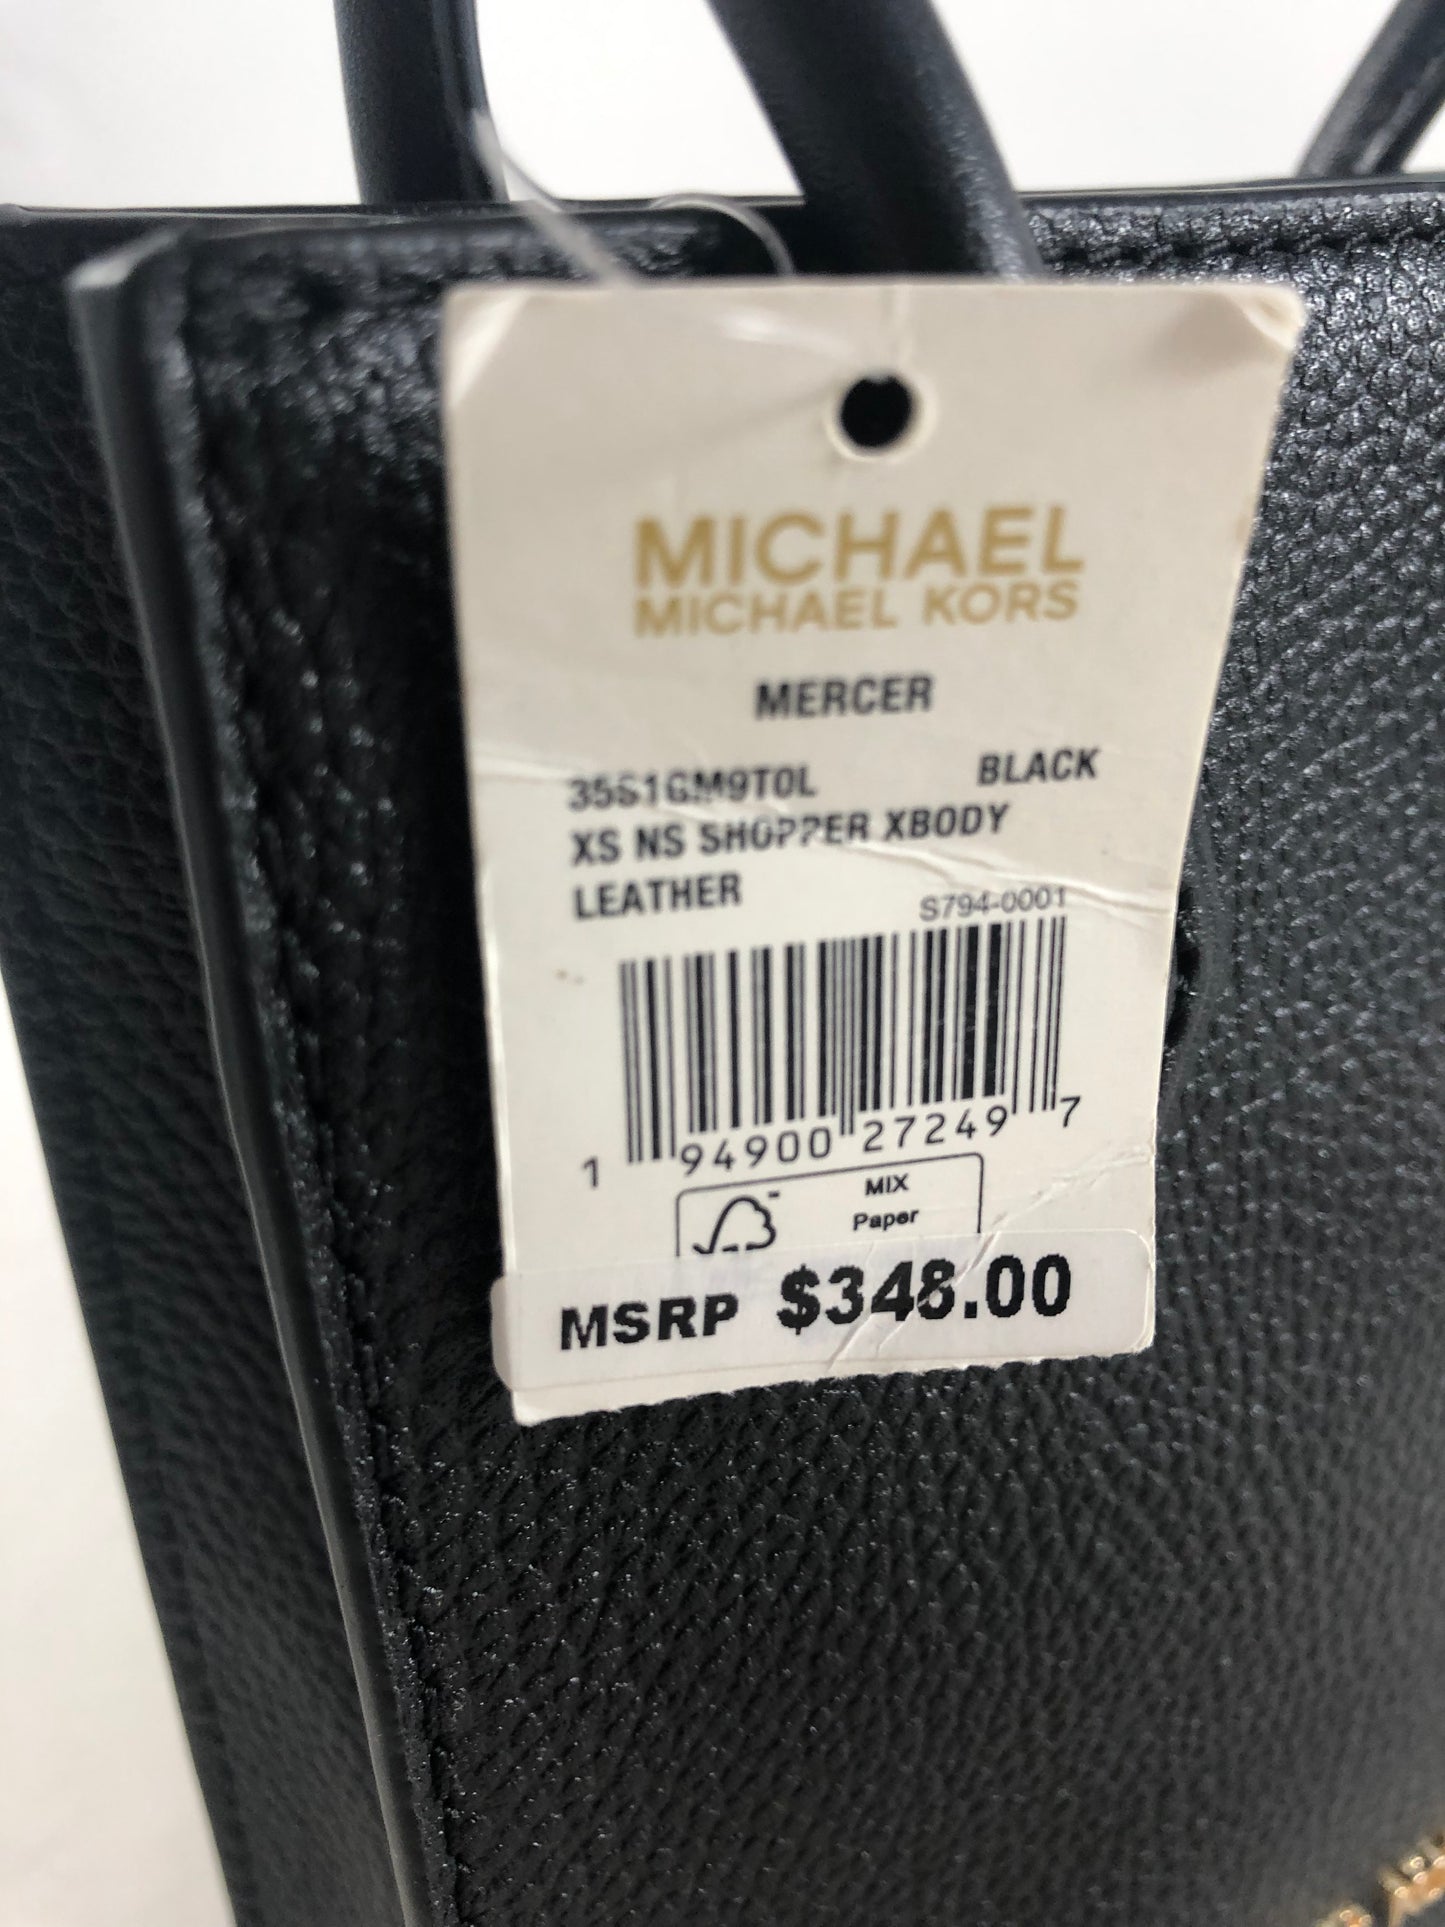 MICHAEL
MICHAEL KORS
MERCER
35S1GM9T0L BLACK
XS NS SHOPPER XBODY
LEATHER
S794-0001
1 94900 27249 7
MIX
Paper
MSRP $348.00